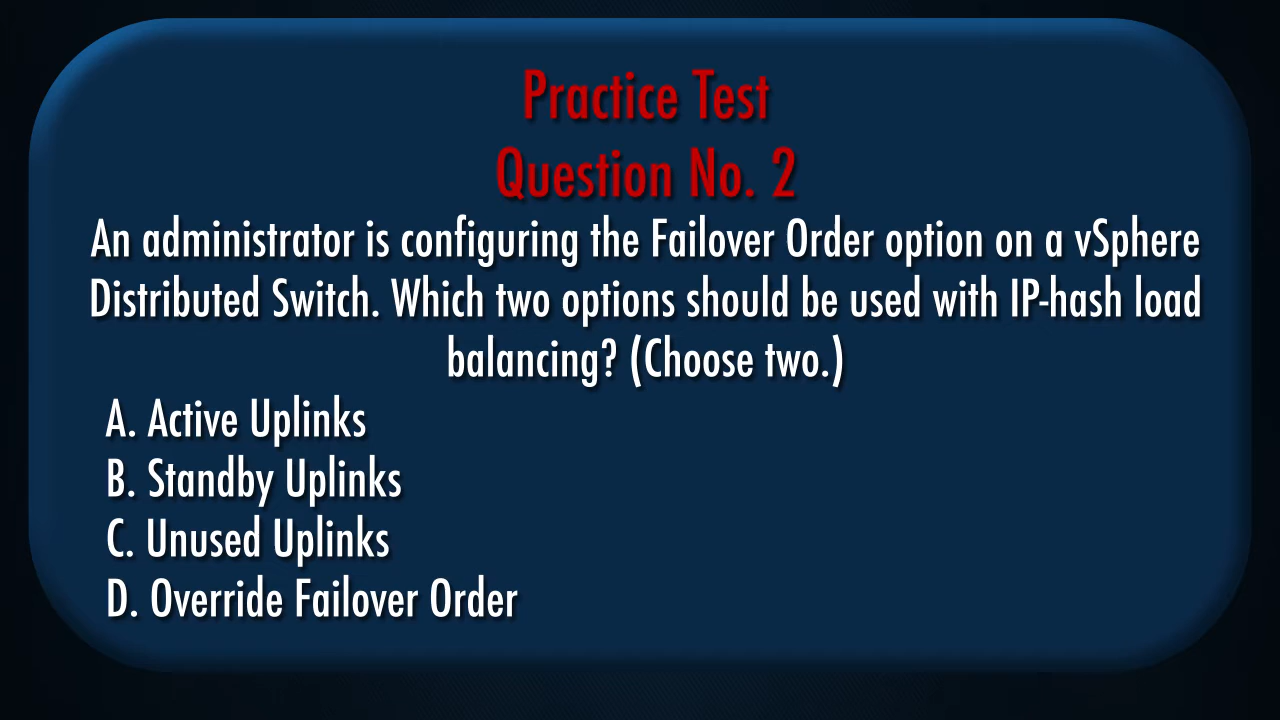 Practice Test
Question No. 2
An administrator is configuring the Failover Order option on a vSphere
Distributed Switch. Which two options should be used with IP-hash load
balancing? (Choose two.)
A. Active Uplinks
B. Standby Uplinks
C. Unused Uplinks
D. Override Failover Order